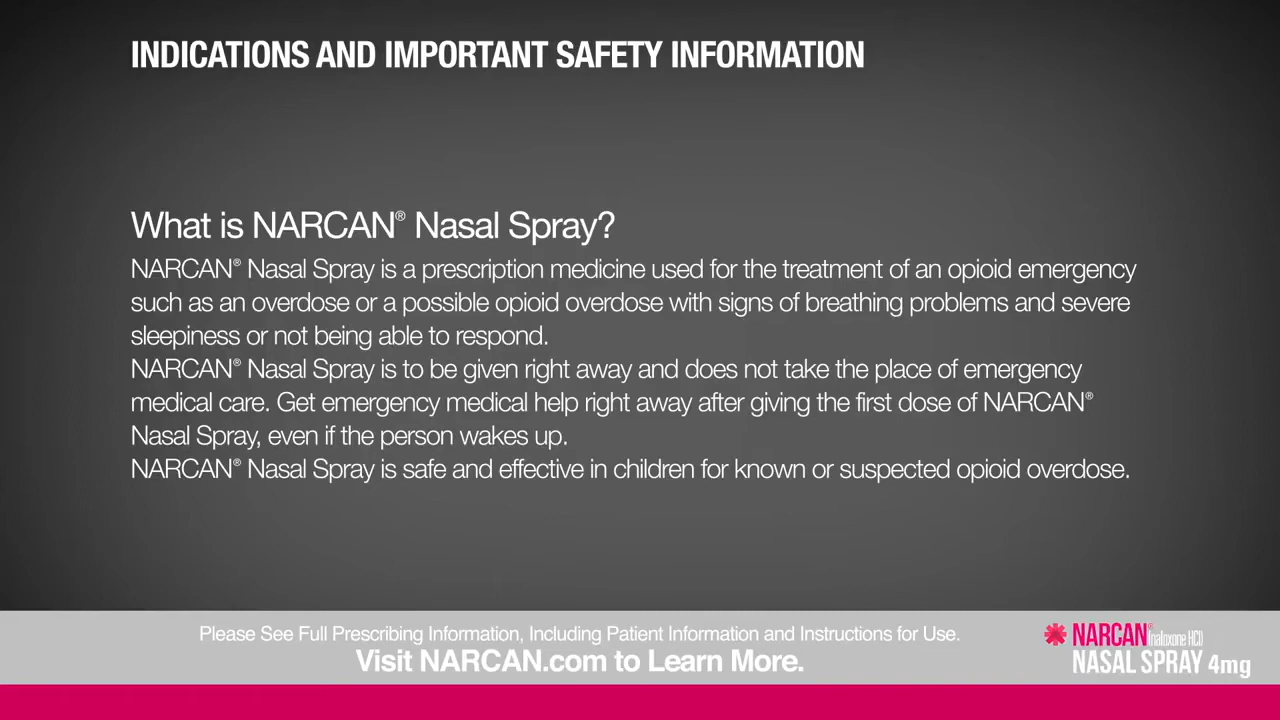 INDICATIONS AND IMPORTANT SAFETY INFORMATION
What is NARCAN® Nasal Spray?
NARCAN® Nasal Spray is a prescription medicine used for the treatment of an opioid emergency
such as an overdose or a possible opioid overdose with signs of breathing problems and severe
sleepiness or not being able to respond.
NARCAN® Nasal Spray is to be given right away and does not take the place of emergency
medical care. Get emergency medical help right away after giving the first dose of NARCAN®
Nasal Spray, even if the person wakes up.
NARCAN® Nasal Spray is safe and effective in children for known or suspected opioid overdose.
Please See Full Prescribing Information, Including Patient Information and Instructions for Use.
Visit NARCAN.com to Learn More.
NARCAN® (naloxone HCl)
NASAL SPRAY 4mg